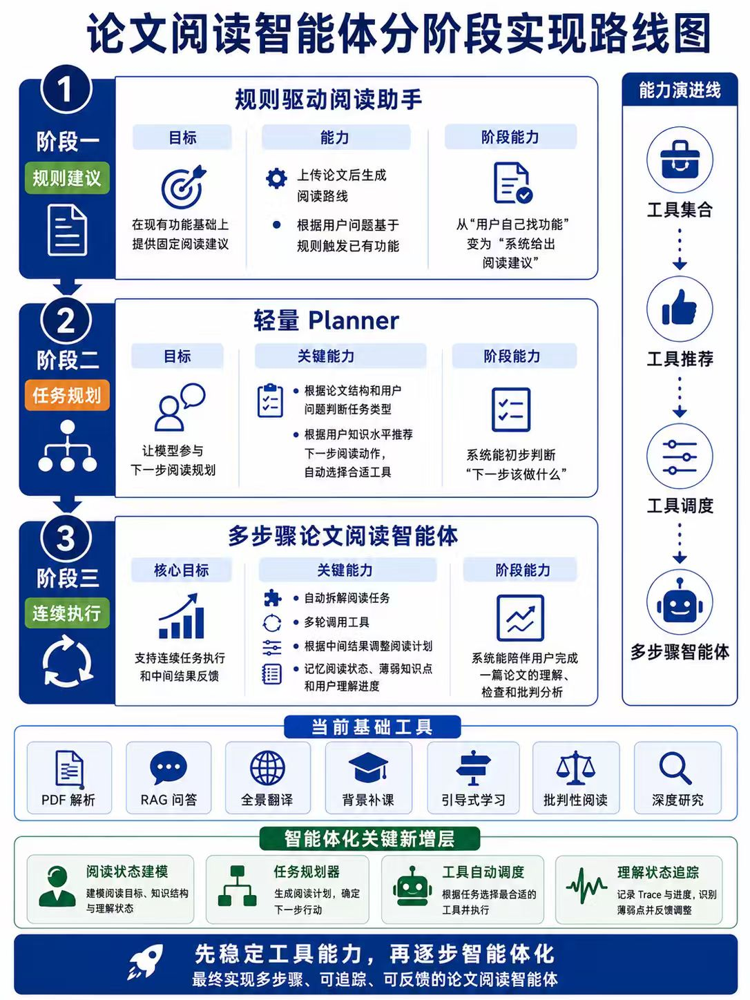 论文阅读智能体分阶段实现路线图
1
阶段一
规则建议
规则驱动阅读助手
目标
在现有功能基础上
提供固定阅读建议
能力
上传论文后生成
阅读路线
根据用户问题基于
规则触发已有功能
阶段能力
从“用户自己找功能”
变为 “系统给出
阅读建议”
2
阶段二
任务规划
轻量 Planner
目标
让模型参与
下一步阅读规划
关键能力
根据论文结构和用户
问题判断任务类型
根据用户知识水平推荐
下一步阅读动作，
自动选择合适工具
阶段能力
系统能初步判断
“下一步该做什么”
3
阶段三
连续执行
多步骤论文阅读智能体
核心目标
支持连续任务执行
和中间结果反馈
关键能力
自动拆解阅读任务
多轮调用工具
根据中间结果调整阅读计划
记忆阅读状态、薄弱知识点
和用户理解进度
阶段能力
系统能陪伴用户完成
一篇论文的理解、
检查和批判分析
能力演进线
工具集合
工具推荐
工具调度
多步骤智能体
当前基础工具
PDF 解析
RAG 问答
全景翻译
背景补课
引导式学习
批判性阅读
深度研究
智能体化关键新增层
阅读状态建模
建模阅读目标、知识结构
与理解状态
任务规划器
生成阅读计划，确定
下一步行动
工具自动调度
根据任务选择最合适的
工具并执行
理解状态追踪
记录 Trace 与进度，识别
薄弱点并反馈调整
先稳定工具能力，再逐步智能体化
最终实现多步骤、可追踪、可反馈的论文阅读智能体